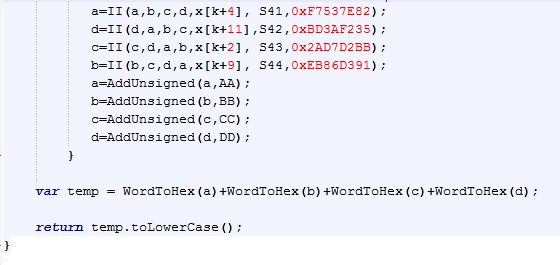 a=II(a,b,c,d,x[k+4], S41,0xF7537E82);
d=II(d,a,b,c,x[k+11],S42,0xBD3AF235);
c=II(c,d,a,b,x[k+2], S43,0x2AD7D2BB);
b=II(b,c,d,a,x[k+9], S44,0xEB86D391);
a=AddUnsigned(a,AA);
b=AddUnsigned(b,BB);
c=AddUnsigned(c,CC);
d=AddUnsigned(d,DD);
}
var temp = WordToHex(a)+WordToHex(b)+WordToHex(c)+WordToHex(d);
return temp.toLowerCase();
}